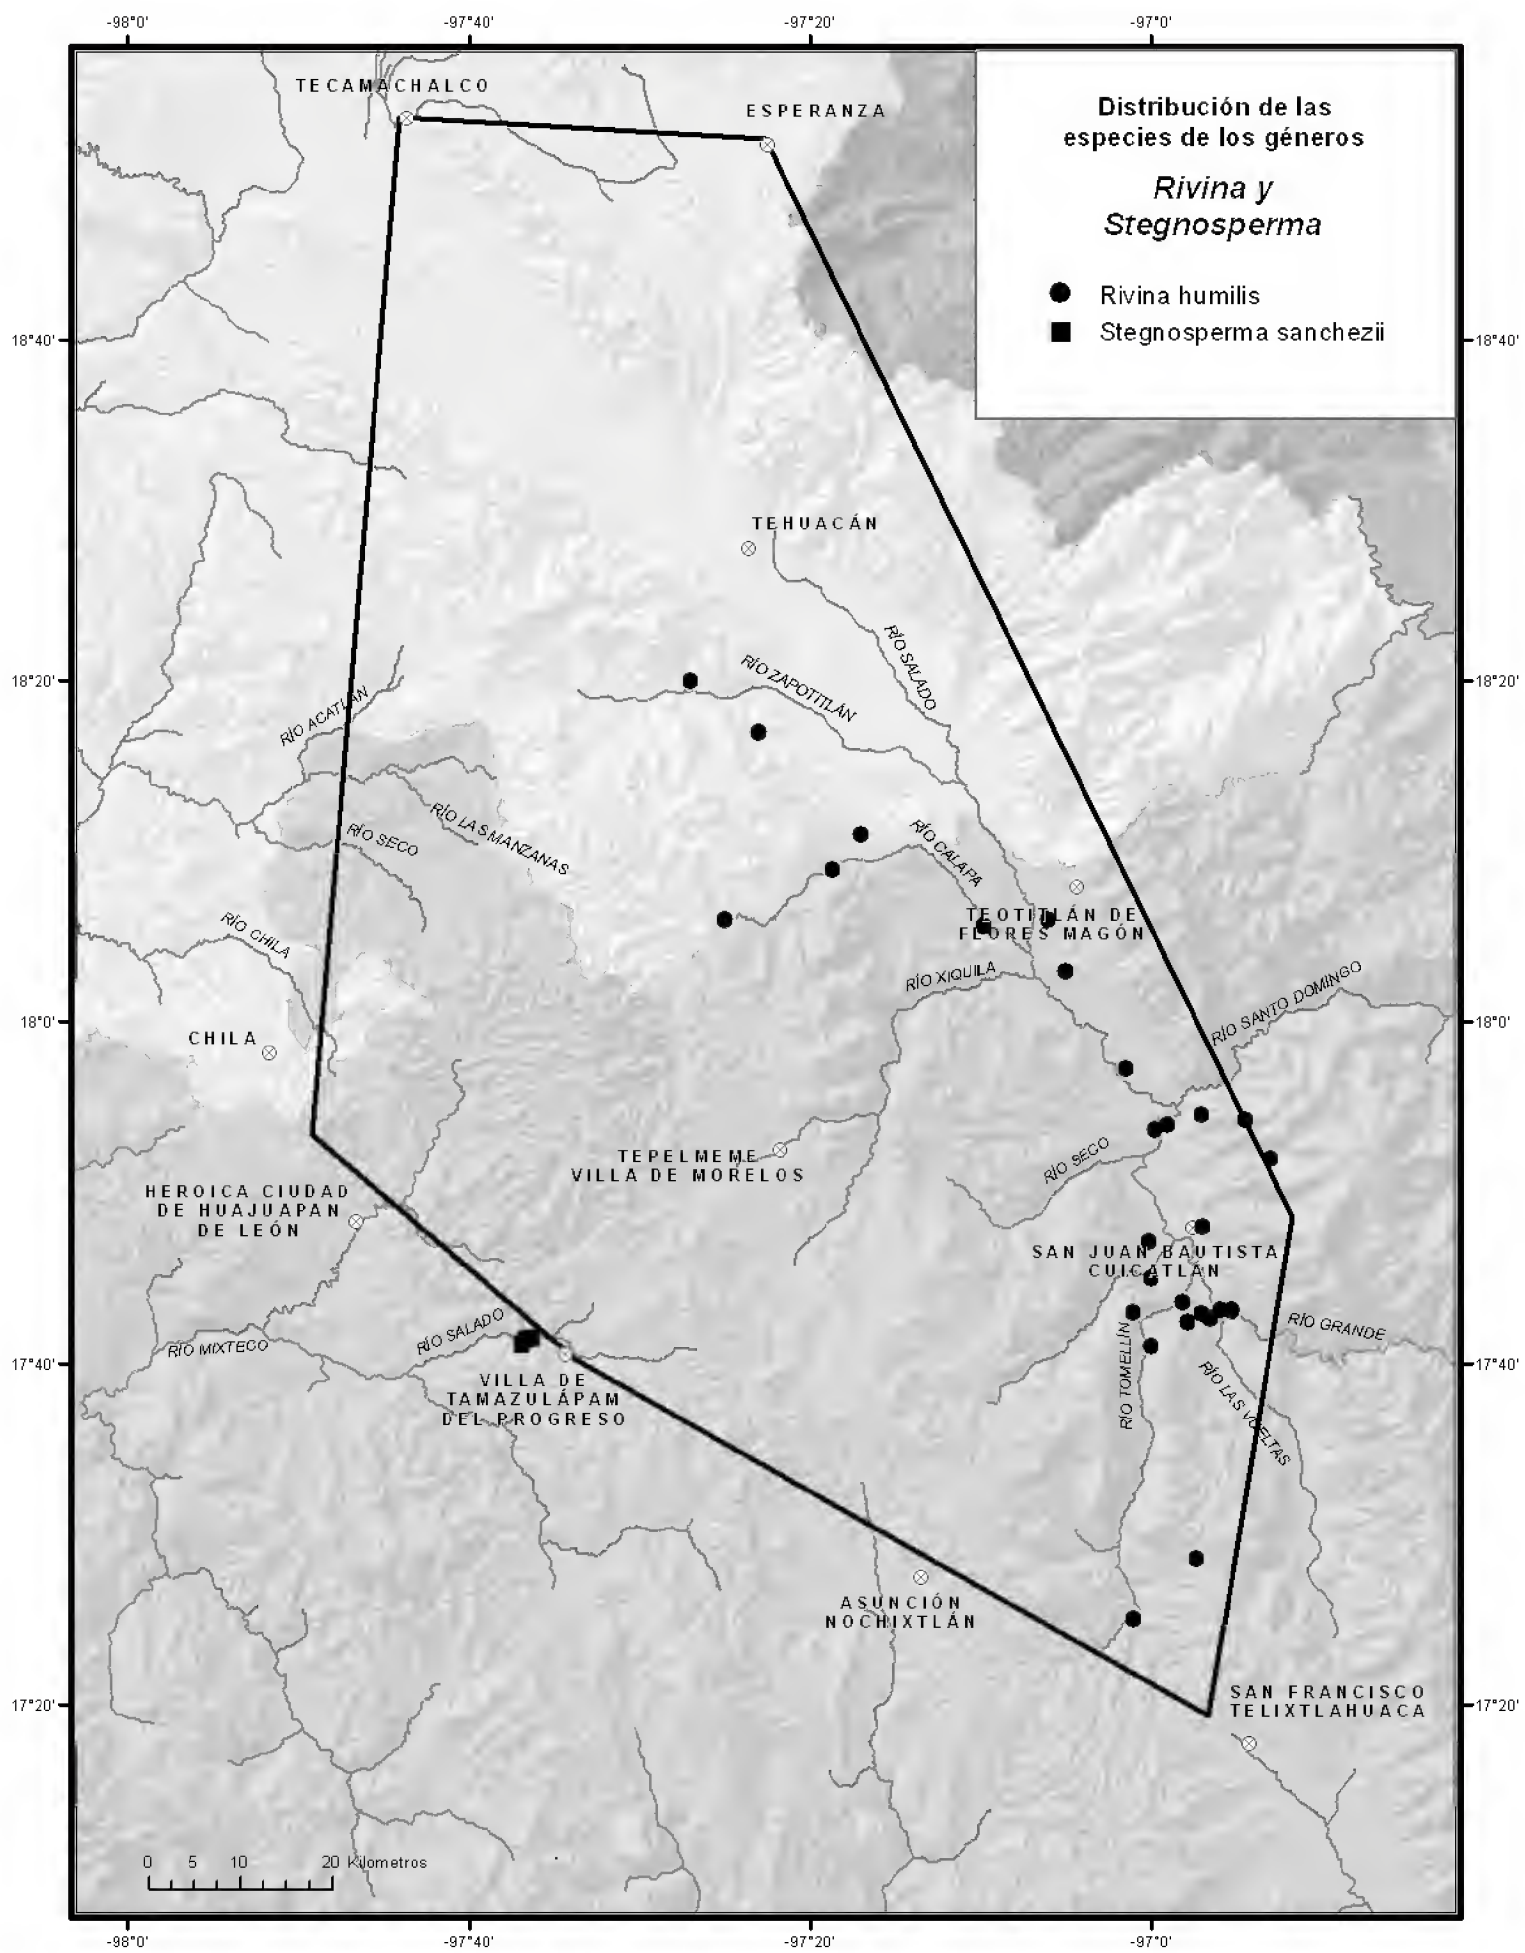 -98°0'
-97°40'
-97°20'
-97°0'
TECAMACHALCO
ESPERANZA
Distribución de las
especies de los géneros
Rivina y
Stegnosperma
Rivina humilis
Stegnosperma sanchezii
18°40'
18°40'
TEHUACÁN
RÍO SALADO
RÍO ZAPOTITLÁN
18°20'
18°20'
RÍO ACATLÁN
RÍO LAS MANZANAS
RÍO SECO
RÍO CALAPA
TEOTITLÁN DE
FLORES MAGÓN
RÍO CHILA
RÍO XIQUILA
RÍO SANTO DOMINGO
18°0'
18°0'
CHILA
TEPELMEME
VILLA DE MORELOS
RÍO SECO
HEROICA CIUDAD
DE HUAJUAPAN
DE LEÓN
SAN JUAN BAUTISTA
CUICATLÁN
RÍO SALADO
RÍO MIXTECO
RÍO GRANDE
17°40'
17°40'
RÍO TOMELLÍN
RÍO LAS VUELTAS
VILLA DE
TAMAZULÁPAM
DEL PROGRESO
ASUNCIÓN
NOCHIXTLÁN
17°20'
17°20'
SAN FRANCISCO
TELIXTLAHUACA
0 5 10 20 Kilometros
-98°0'
-97°40'
-97°20'
-97°0'